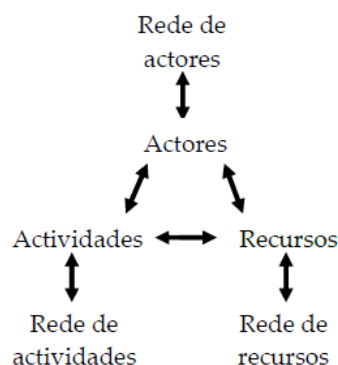 Rede de
actores
Actores
Actividades
Recursos
Rede de
actividades
Rede de
recursos